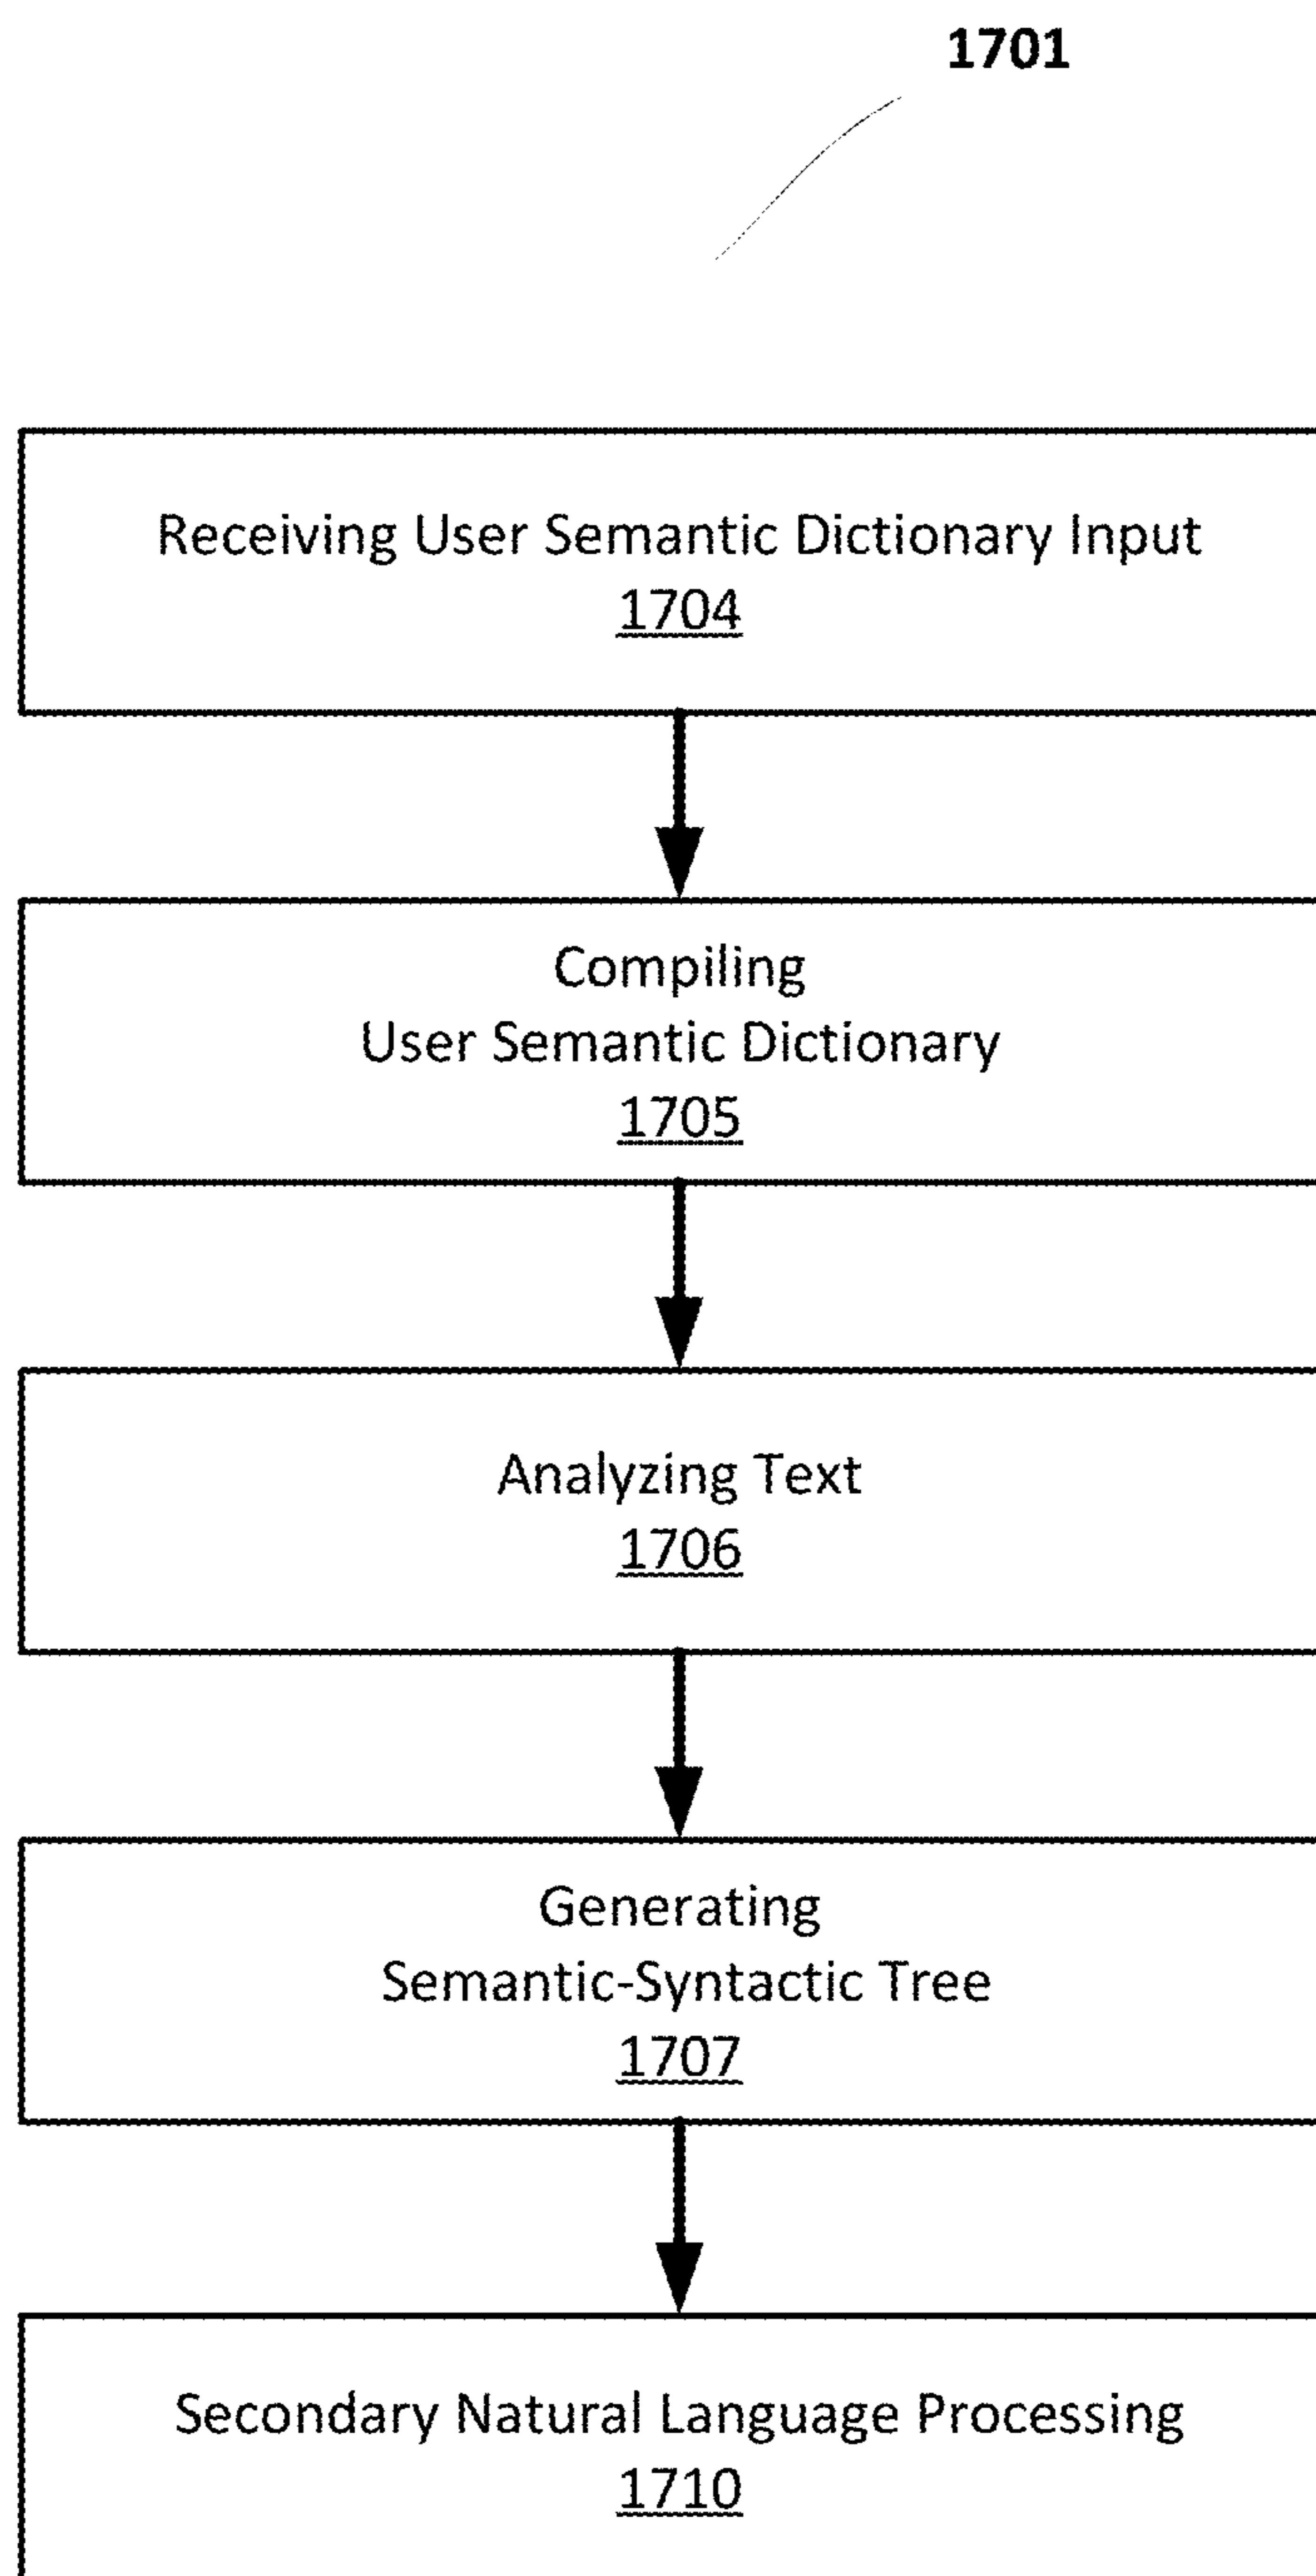 1701
Receiving User Semantic Dictionary Input
1704
Compiling
User Semantic Dictionary
1705
Analyzing Text
1706
Generating
Semantic-Syntactic Tree
1707
Secondary Natural Language Processing
1710